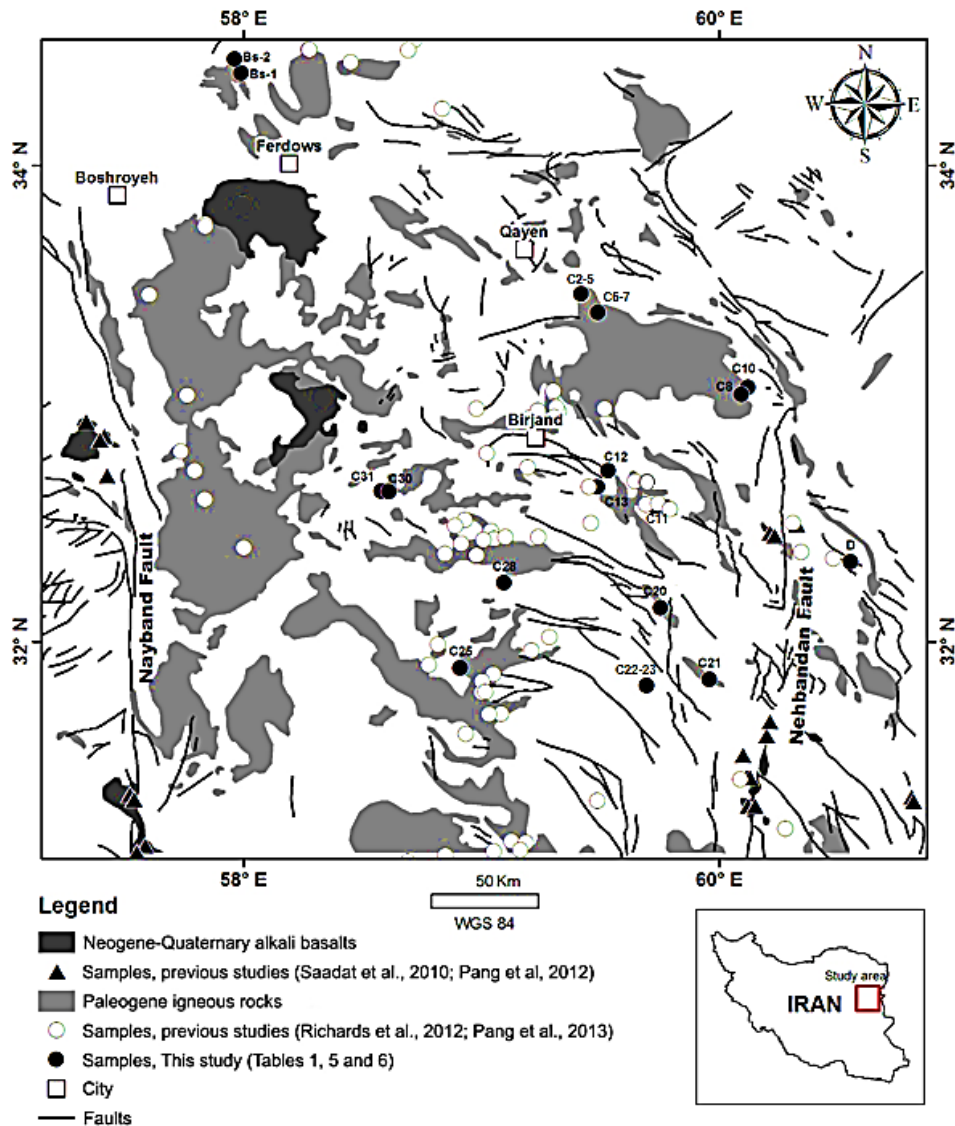 58° E
60° E
Bs-2
Bs-1
N
W
E
S
Ferdows
34° N
34° N
Boshroyeh
Qayen
C2-5
C6-7
C10
C8
Birjand
C12
C31
C30
C13
C11
D
C28
C20
Nayband Fault
32° N
32° N
C25
C21
C22-23
Nehbandan Fault
58° E
60° E
50 Km
WGS 84
Legend
Neogene-Quaternary alkali basalts
Samples, previous studies (Saadat et al., 2010; Pang et al, 2012)
Paleogene igneous rocks
Samples, previous studies (Richards et al., 2012; Pang et al., 2013)
Samples, This study (Tables 1, 5 and 6)
City
Faults
Study area
IRAN